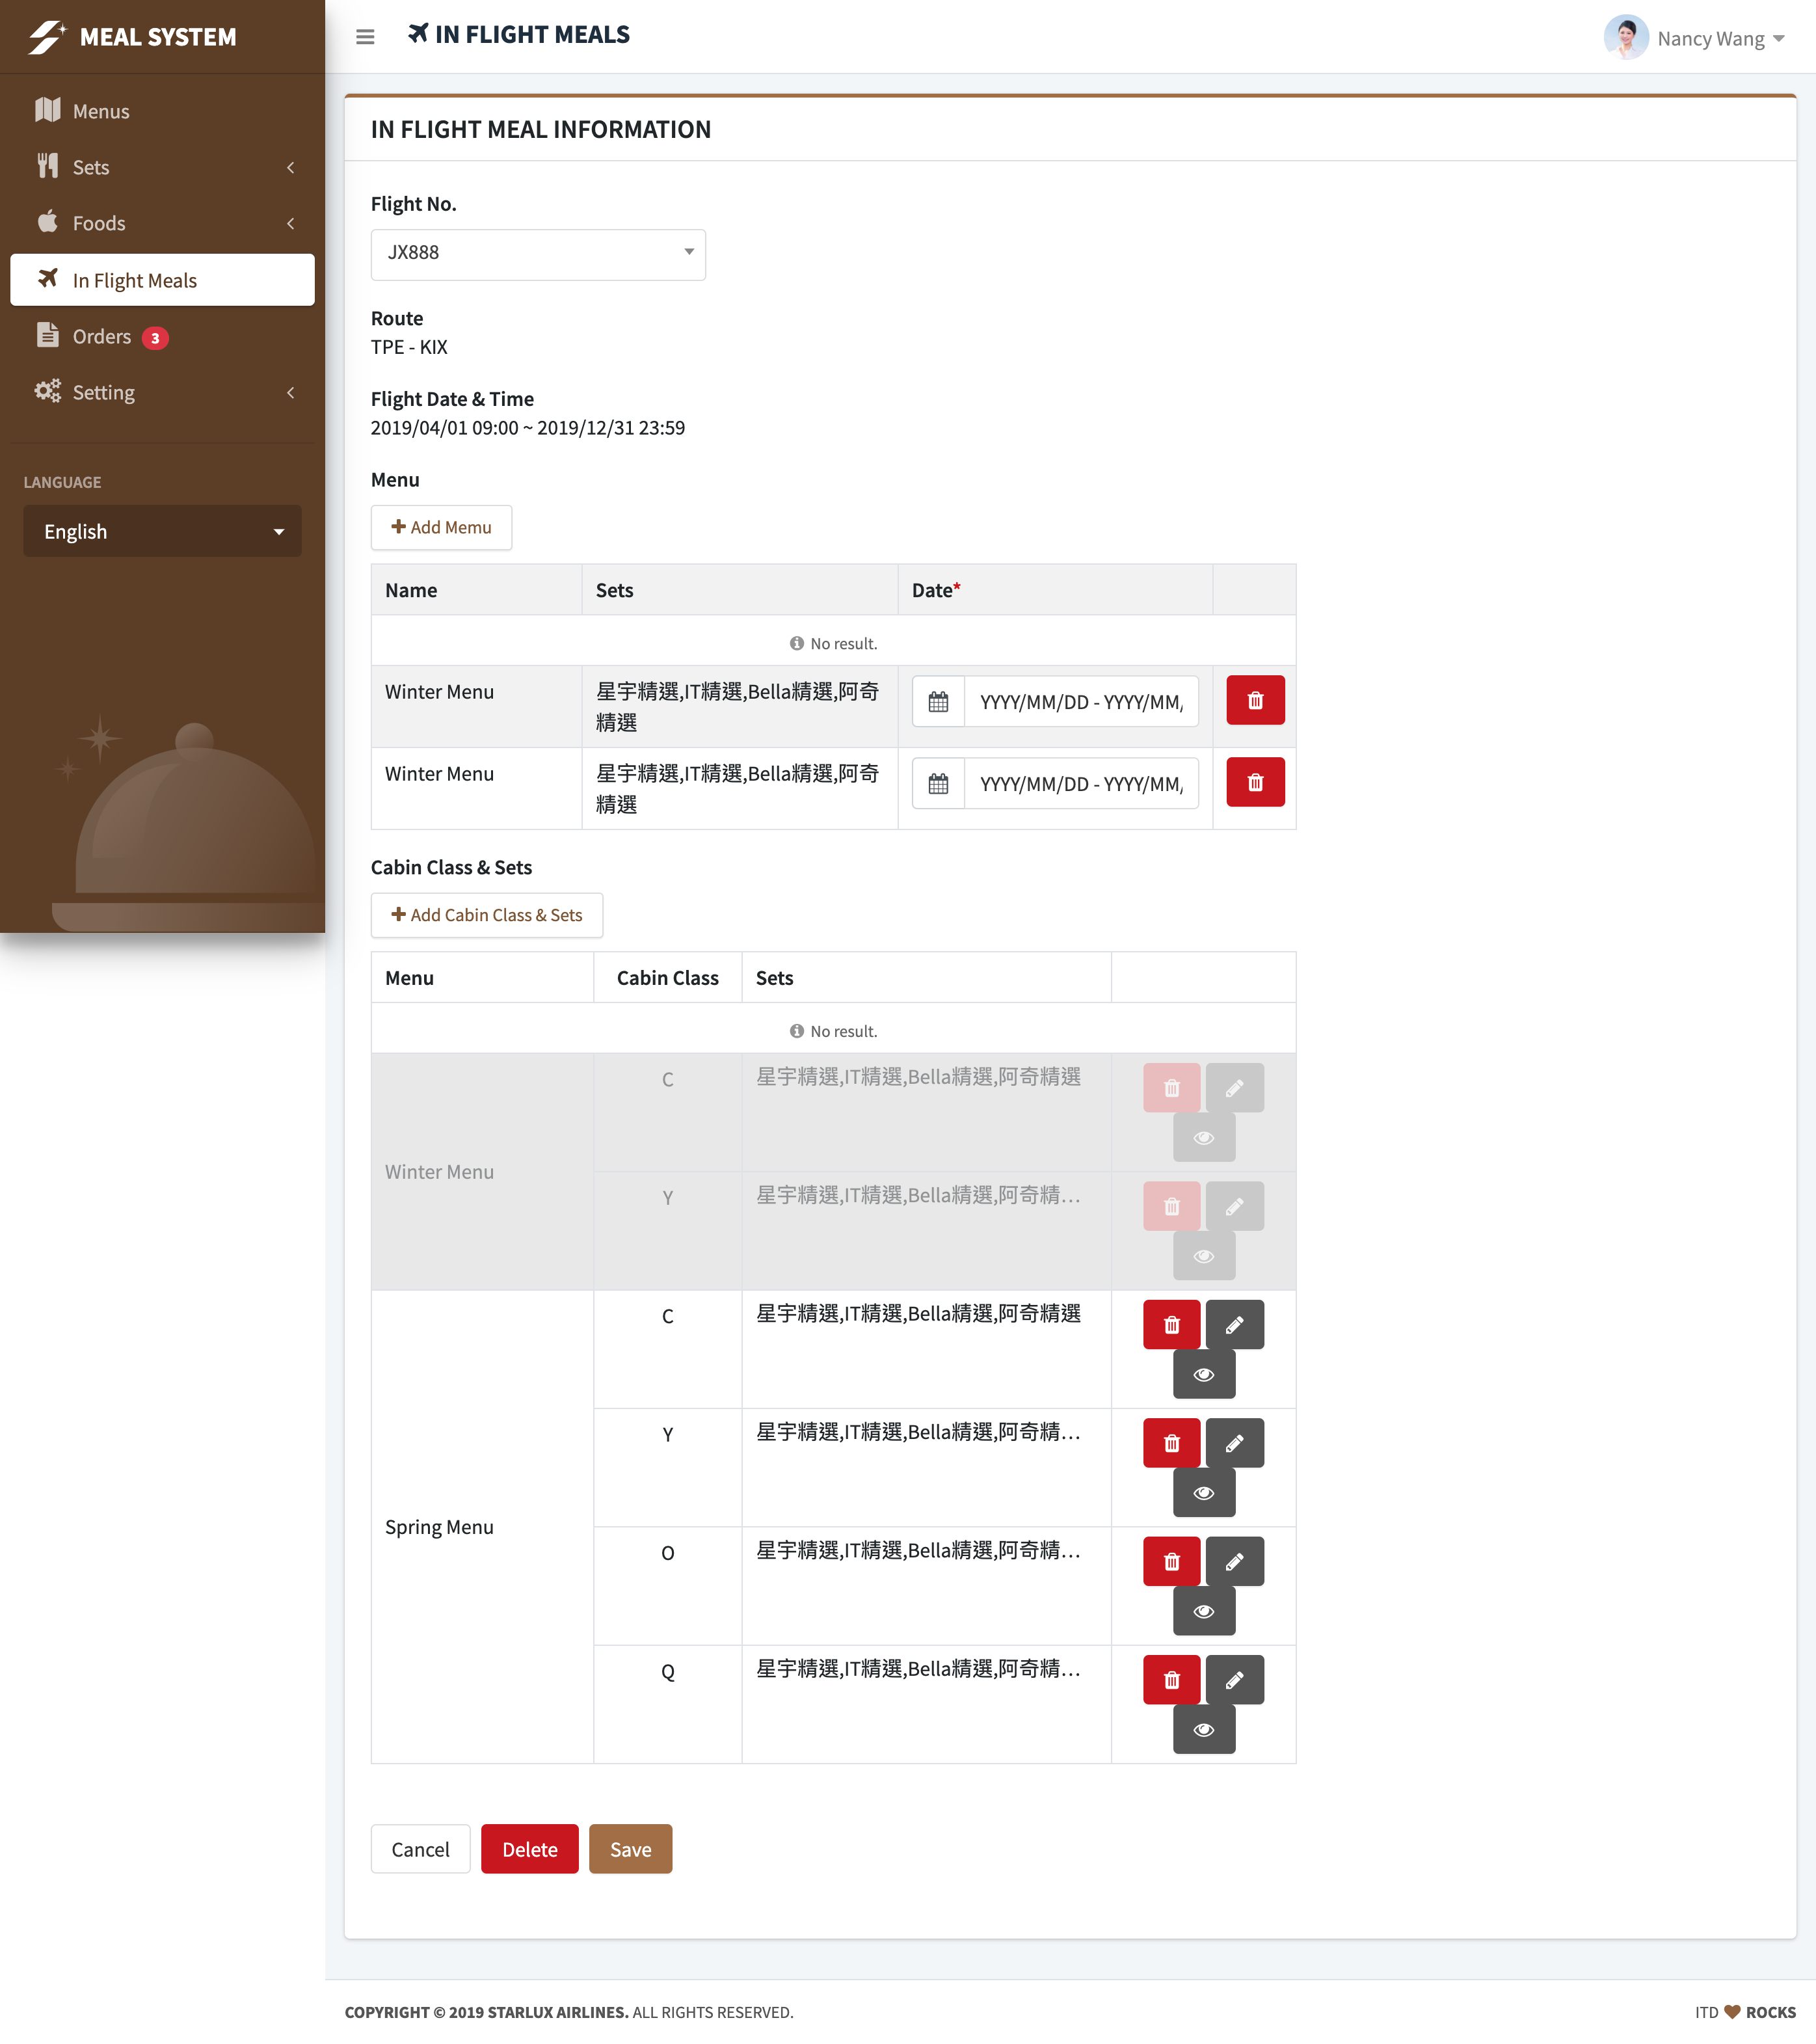 MEAL SYSTEM
IN FLIGHT MEALS
Nancy Wang
Menus
Sets
Foods
In Flight Meals
Orders 3
Setting
LANGUAGE
English
IN FLIGHT MEAL INFORMATION
Flight No.
JX888
Route
TPE - KIX
Flight Date & Time
2019/04/01 09:00 ~ 2019/12/31 23:59
Menu
Add Memu
Name Sets Date*
No result.
Winter Menu 星宇精選,IT精選,Bella精選,阿奇 YYYY/MM/DD - YYYY/MM/
精選
Winter Menu 星宇精選,IT精選,Bella精選,阿奇 YYYY/MM/DD - YYYY/MM/
精選
Cabin Class & Sets
Add Cabin Class & Sets
Menu Cabin Class Sets
No result.
Winter Menu
C 星宇精選,IT精選,Bella精選,阿奇精選
Y 星宇精選,IT精選,Bella精選,阿奇精...
Spring Menu
C 星宇精選,IT精選,Bella精選,阿奇精選
Y 星宇精選,IT精選,Bella精選,阿奇精...
O 星宇精選,IT精選,Bella精選,阿奇精...
Q 星宇精選,IT精選,Bella精選,阿奇精...
Cancel Delete Save
COPYRIGHT © 2019 STARLUX AIRLINES. ALL RIGHTS RESERVED.
ITD ROCKS